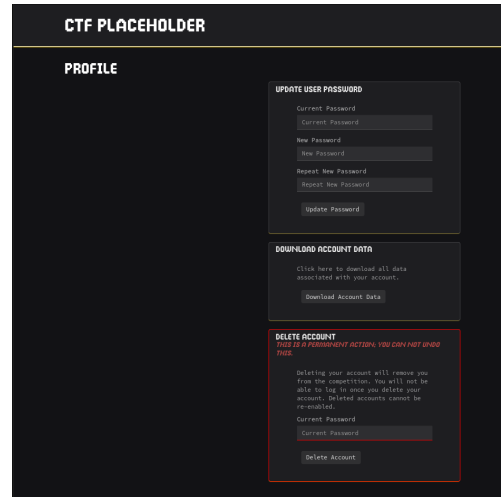 CTF PLACEHOLDER
PROFILE
UPDATE USER PASSWORD
Current Password
Current Password
New Password
New Password
Repeat New Password
Repeat New Password
Update Password
DOWNLOAD ACCOUNT DATA
Click here to download all data
associated with your account.
Download Account Data
DELETE ACCOUNT
THIS IS A PERMANENT ACTION; YOU CAN NOT UNDO
THIS.
Deleting your account will remove you
from the competition. You will not be
able to log in once you delete your
account. Deleted accounts cannot be
re-enabled.
Current Password
Current Password
Delete Account